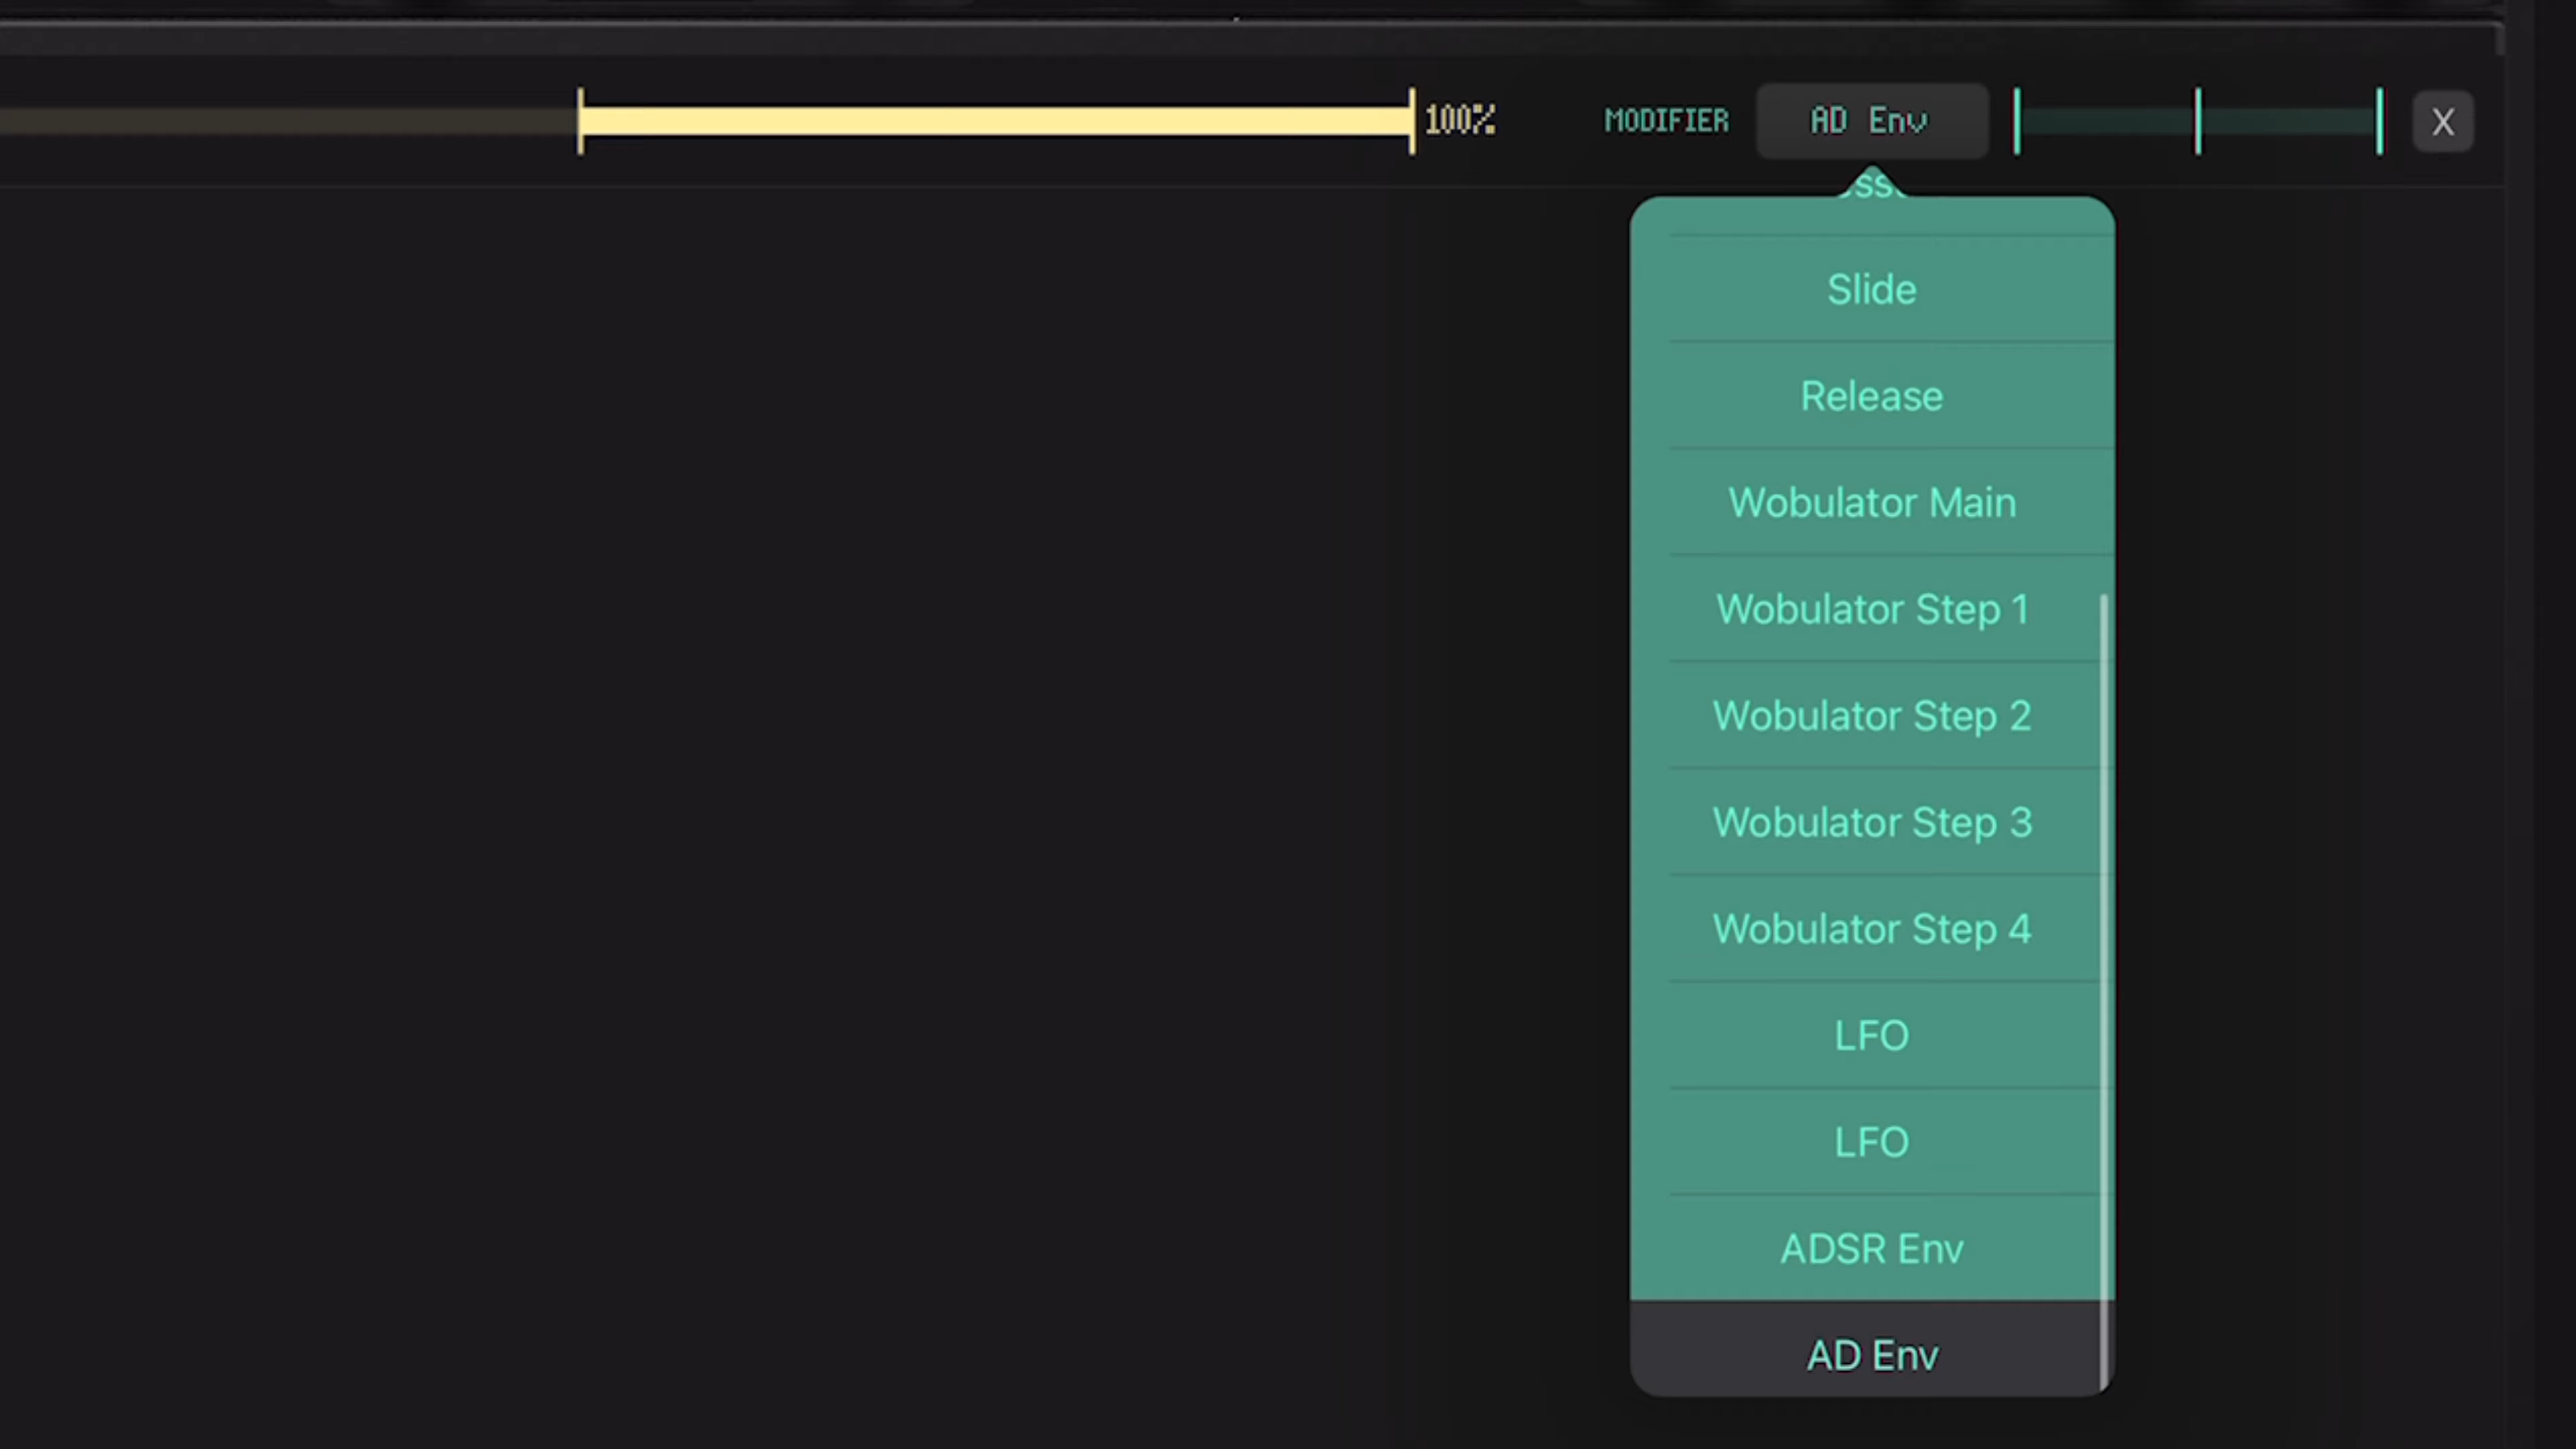 100%
MODIFIER
AD Env
X
Slide
Release
Wobulator Main
Wobulator Step 1
Wobulator Step 2
Wobulator Step 3
Wobulator Step 4
LFO
LFO
ADSR Env
AD Env